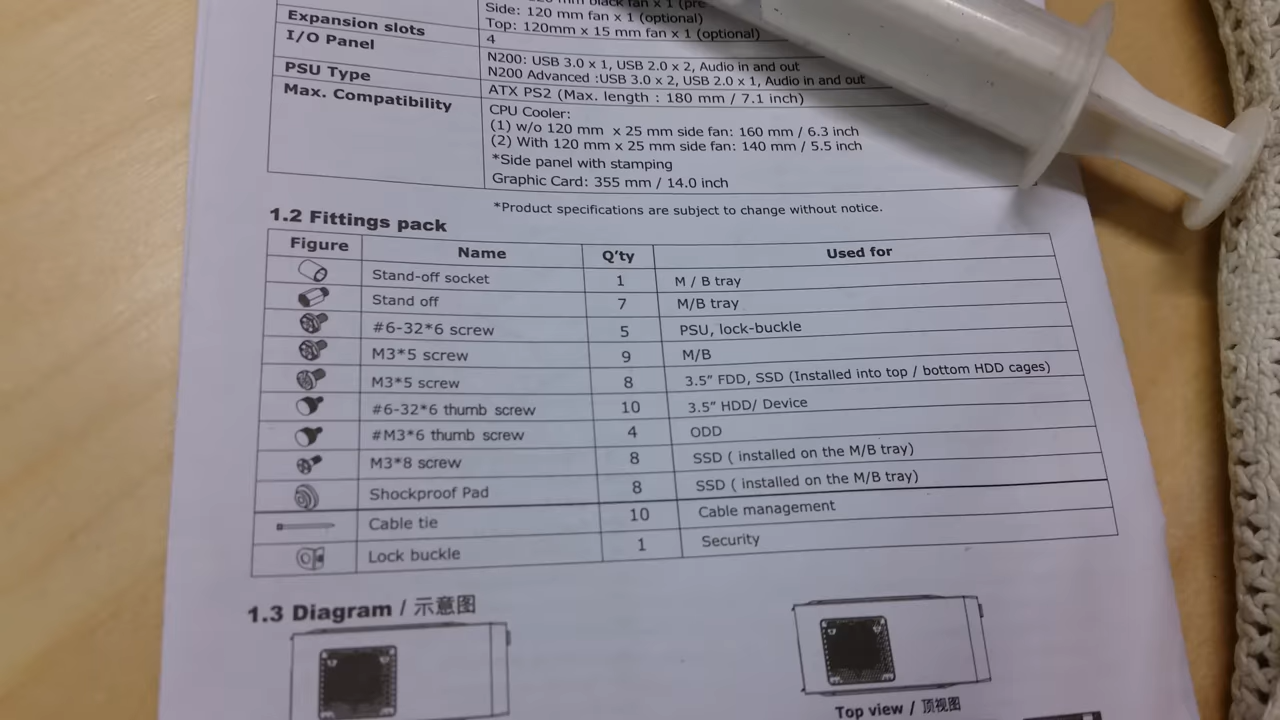 black fan x 1
Side: 120 mm fan x 1 (optional)
Top: 120mm x 15 mm fan x 1 (optional)
Expansion slots 4
I/O Panel N200: USB 3.0 x 1, USB 2.0 x 2, Audio in and out
N200 Advanced :USB 3.0 x 2, USB 2.0 x 1, Audio in and out
PSU Type ATX PS2 (Max. length : 180 mm / 7.1 inch)
Max. Compatibility CPU Cooler:
(1) w/o 120 mm x 25 mm side fan: 160 mm / 6.3 inch
(2) With 120 mm x 25 mm side fan: 140 mm / 5.5 inch
*Side panel with stamping
Graphic Card: 355 mm / 14.0 inch
*Product specifications are subject to change without notice.
1.2 Fittings pack
Figure Name Q'ty Used for
Stand-off socket 1 M / B tray
Stand off 7 M/B tray
#6-32*6 screw 5 PSU, lock-buckle
M3*5 screw 9 M/B
M3*5 screw 8 3.5" FDD, SSD (Installed into top / bottom HDD cages)
#6-32*6 thumb screw 10 3.5" HDD/ Device
#M3*6 thumb screw 4 ODD
M3*8 screw 8 SSD ( installed on the M/B tray)
Shockproof Pad 8 SSD ( installed on the M/B tray)
Cable tie 10 Cable management
Lock buckle 1 Security
1.3 Diagram / 示意图
Top view / 顶视图